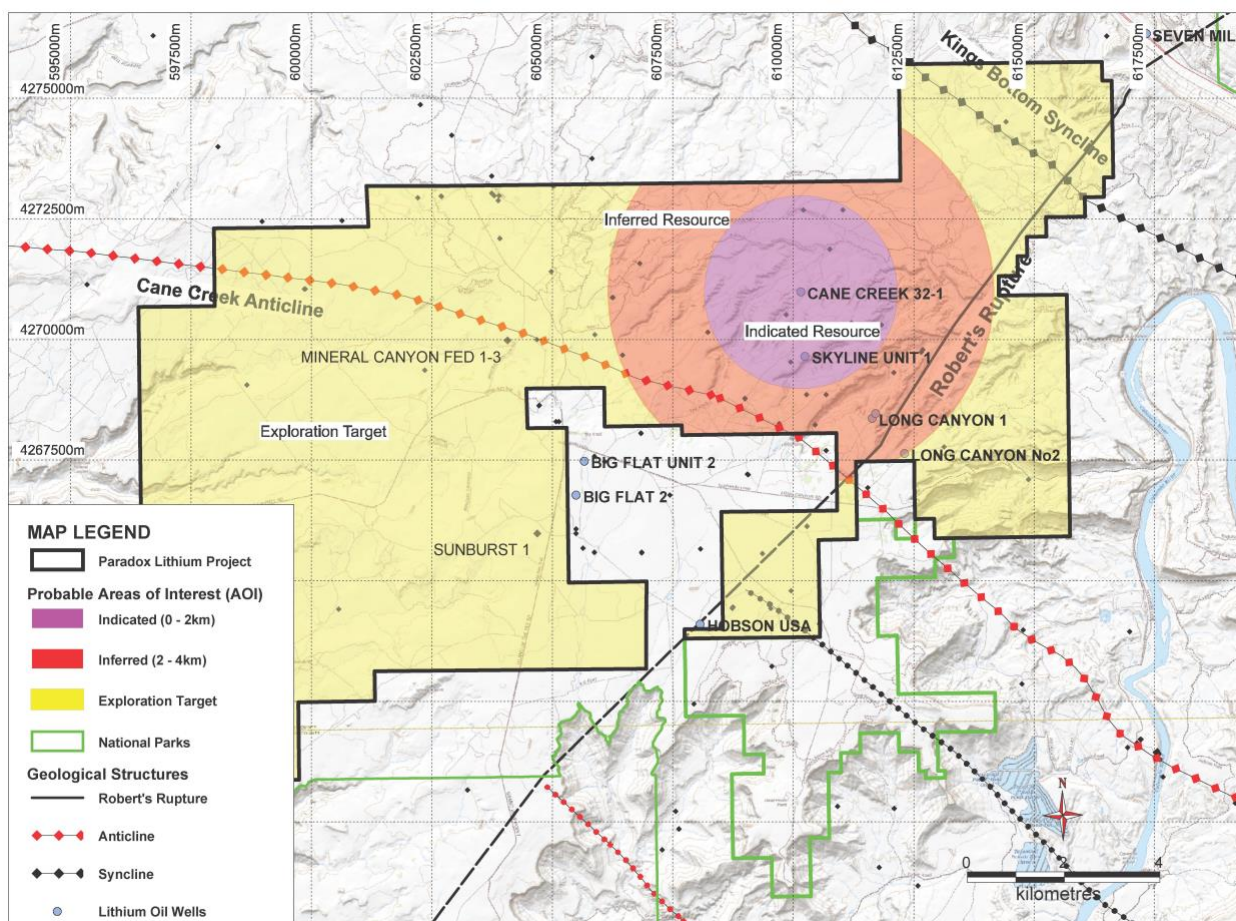 595000m
597500m
600000m
602500m
605000m
607500m
610000m
612500m
615000m
617500m
SEVEN MIL
Kings Bottom Syncline
4275000m
4272500m
Inferred Resource
Cane Creek Anticline
CANE CREEK 32-1
Robert's Rupture
4270000m
Indicated Resource
MINERAL CANYON FED 1-3
SKYLINE UNIT 1
LONG CANYON 1
Exploration Target
4267500m
BIG FLAT UNIT 2
LONG CANYON No2
BIG FLAT 2
SUNBURST 1
HOBSON USA
MAP LEGEND
Paradox Lithium Project
Probable Areas of Interest (AOI)
Indicated (0 - 2km)
Inferred (2 - 4km)
Exploration Target
National Parks
Geological Structures
Robert's Rupture
Anticline
Syncline
Lithium Oil Wells
N
0 2 4
kilometres